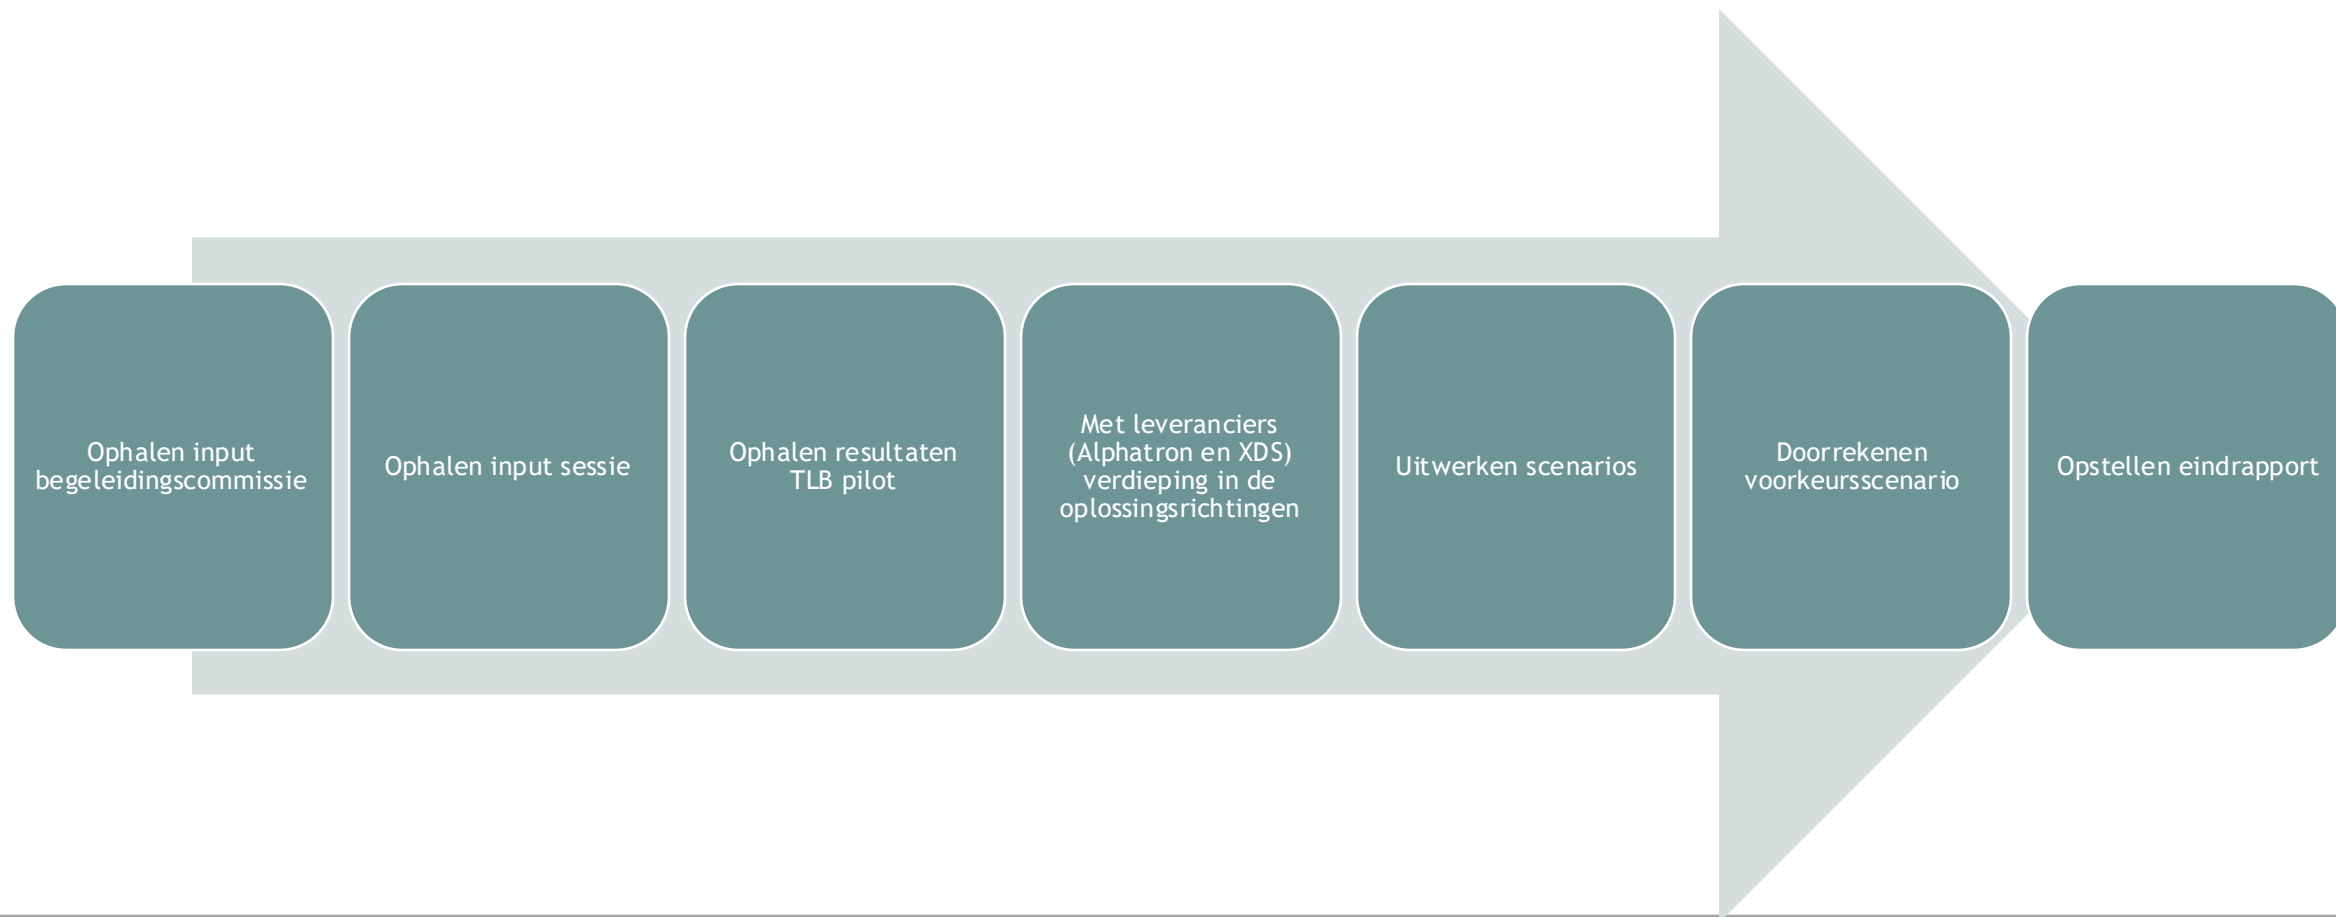 Ophalen input
begeleidingscommissie
Ophalen input sessie
Ophalen resultaten
TLB pilot
Met leveranciers
(Alphatron en XDS)
verdieping in de
oplossingsrichtingen
Uitwerken scenarios
Doorrekenen
voorkeursscenario
Opstellen eindrapport